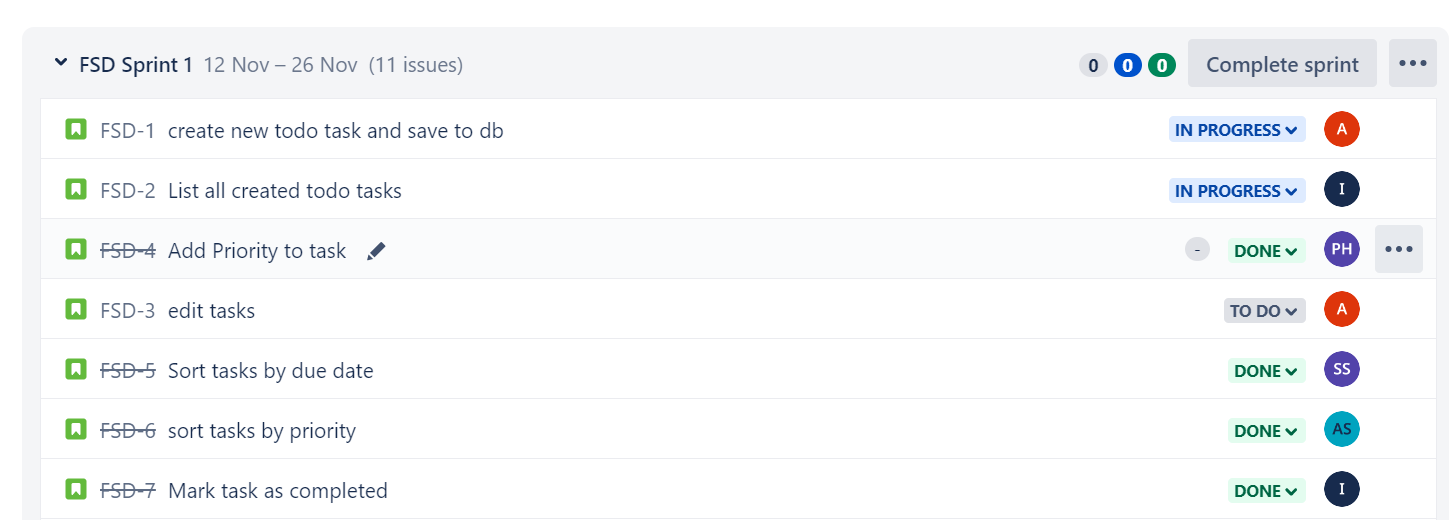 FSD Sprint 1 12 Nov – 26 Nov (11 issues) 0 0 0 Complete sprint
FSD-1 create new todo task and save to db IN PROGRESS A
FSD-2 List all created todo tasks IN PROGRESS I
FSD-4 Add Priority to task - DONE PH
FSD-3 edit tasks TO DO A
FSD-5 Sort tasks by due date DONE SS
FSD-6 sort tasks by priority DONE AS
FSD-7 Mark task as completed DONE I